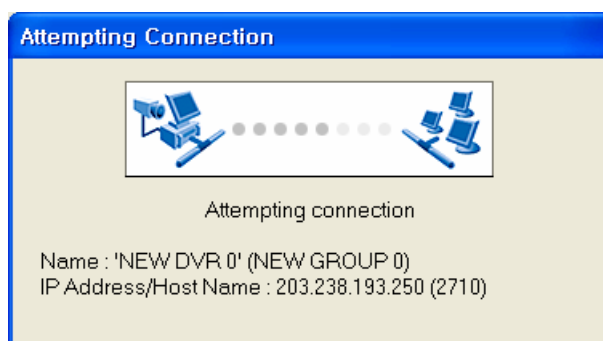 Attempting Connection
Attempting connection
Name : 'NEW DVR 0' (NEW GROUP 0)
IP Address/Host Name : 203.238.193.250 (2710)